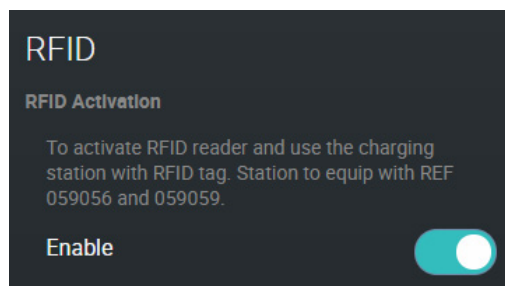 RFID
RFID Activation
To activate RFID reader and use the charging
station with RFID tag. Station to equip with REF
059056 and 059059.
Enable